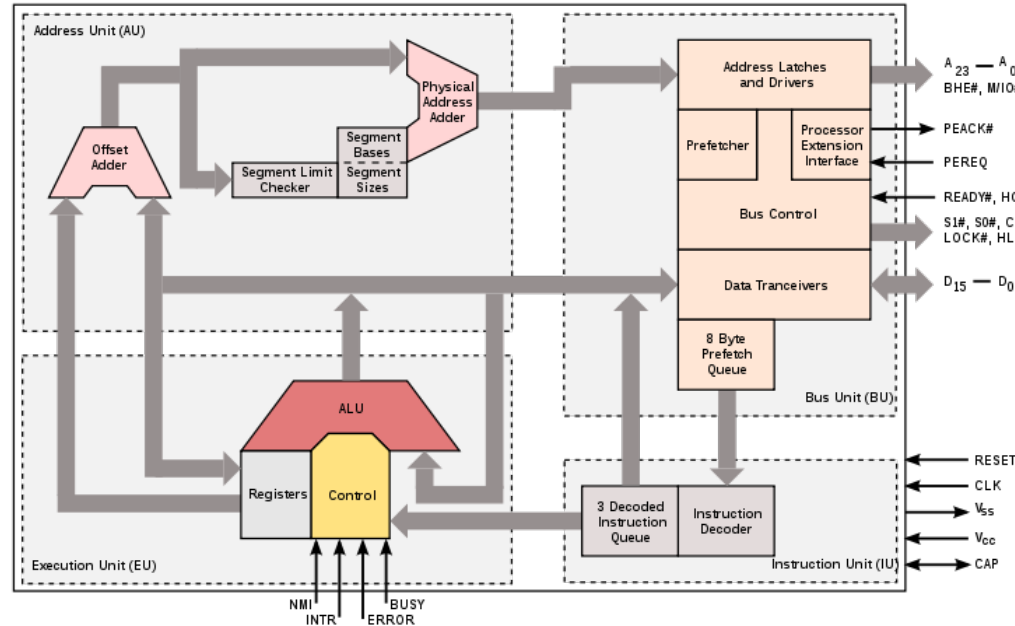 Address Unit (AU)
Offset
Adder
Physical
Address
Adder
Segment
Bases
Segment Limit
Checker
Segment
Sizes
Address Latches
and Drivers
Prefetcher
Processor
Extension
Interface
Bus Control
Data Tranceivers
8 Byte
Prefetch
Queue
Bus Unit (BU)
A23 — A0
BHE#, M/IO#
PEACK#
PEREQ
READY#, HO
S1#, S0#, C
LOCK#, HL
D15 — D0
ALU
Registers
Control
Execution Unit (EU)
3 Decoded
Instruction
Queue
Instruction
Decoder
Instruction Unit (IU)
RESET
CLK
Vss
Vcc
CAP
NMI
INTR
BUSY
ERROR